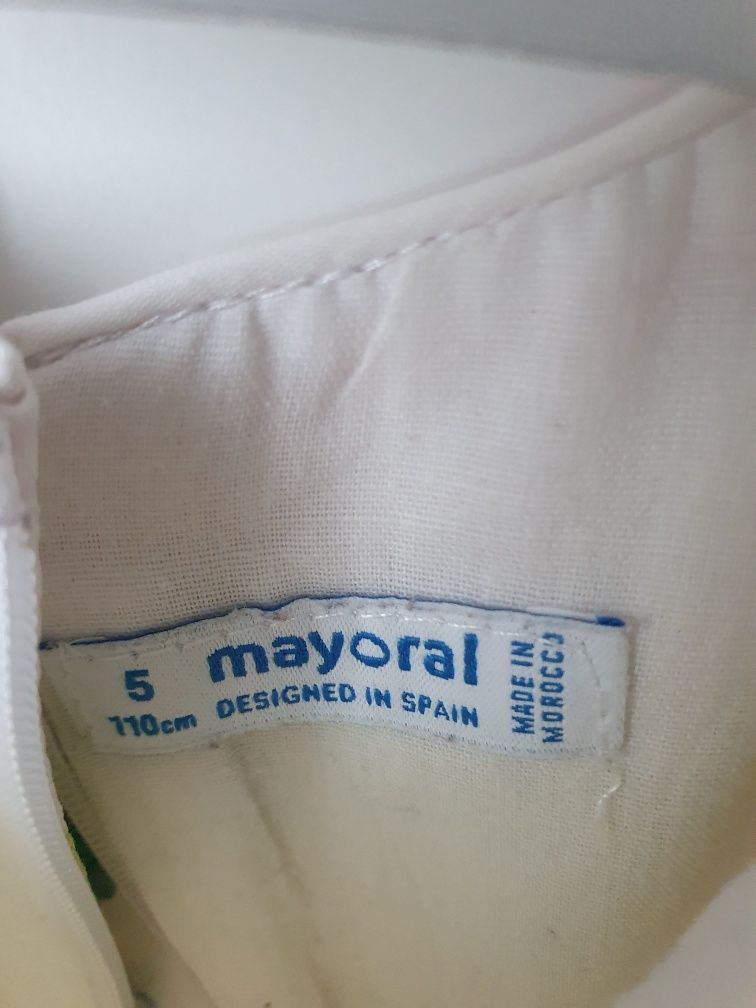 5
110cm
mayoral
DESIGNED IN SPAIN
MADE IN
MOROCCO